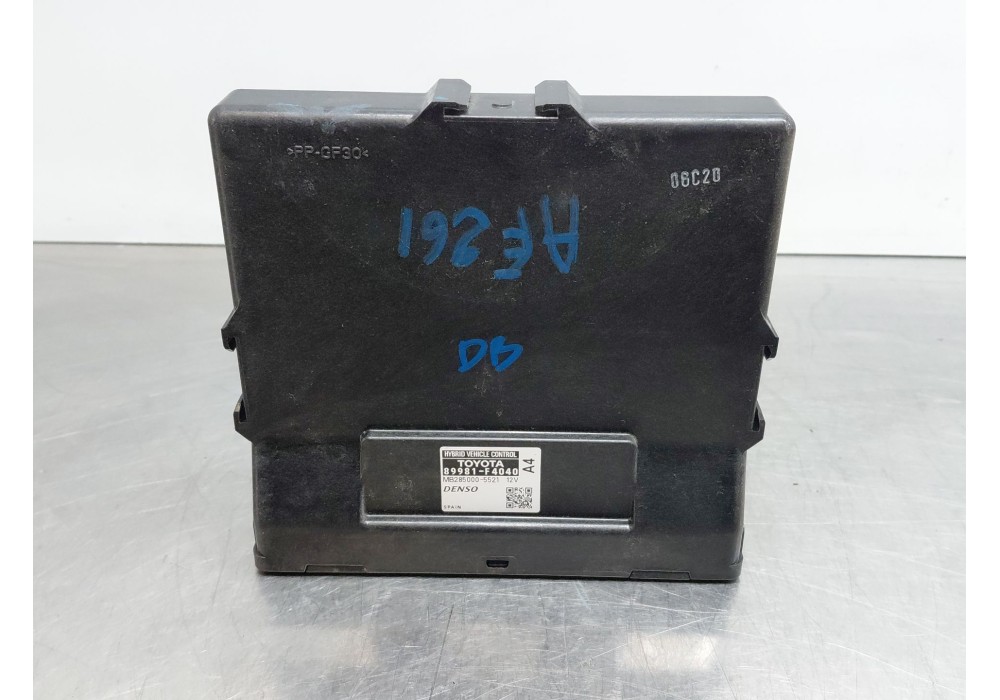 >PP-GF30<
06C20
AF261
DB
HYBRID VEHICLE CONTROL
TOYOTA
89981-F4040
A4
MB285000-5521 12V
DENSO
SPAIN